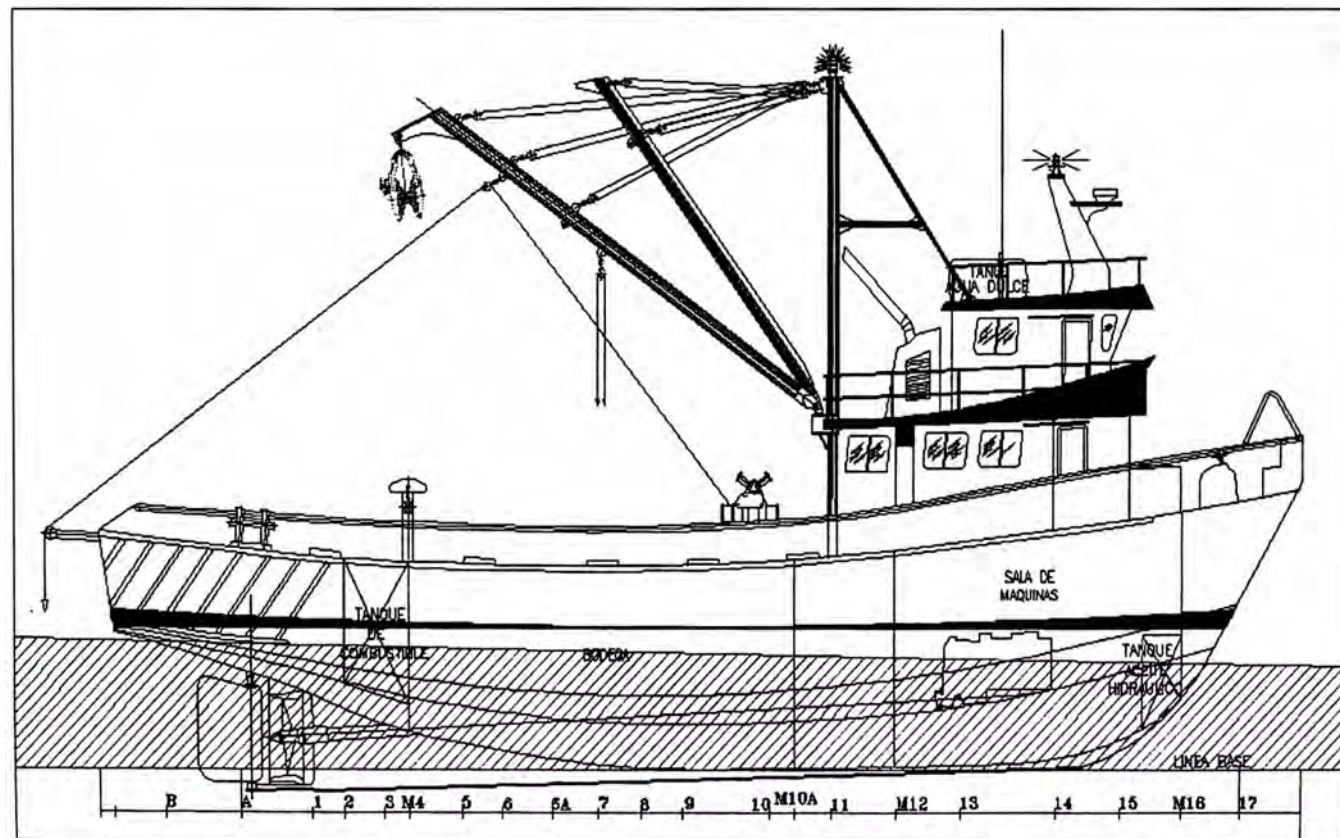 TANQUE
AGUA DULCE
SALA DE
MAQUINAS
TANQUE
DE
COMBUSTIBLE
BODEGA
TANQUE
ACEITE
HIDRAULICO
LINEA BASE
B A 1 2 3 M4 5 6 6A 7 8 9 10 M10A 11 M12 13 14 15 M16 17